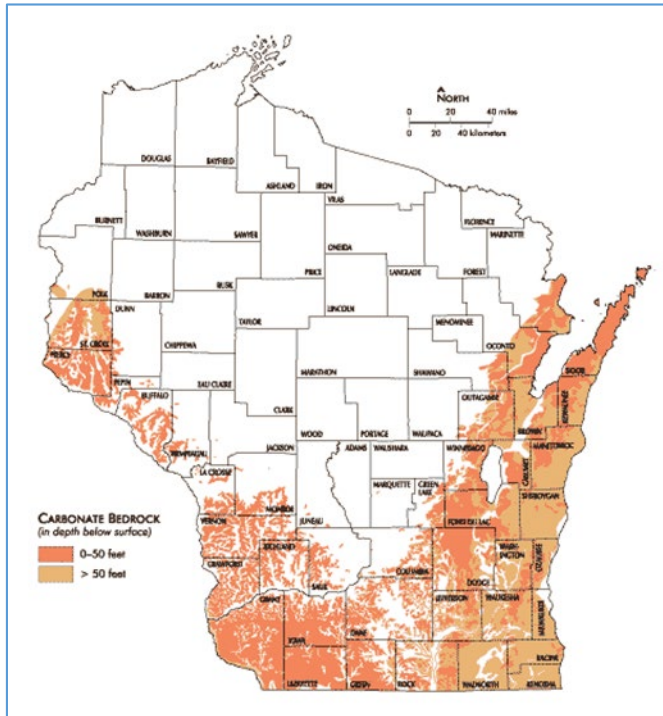 NORTH
0 20 40 miles
0 20 40 kilometers
DOUGLAS
BAYFIELD
ASHLAND
IRON
VILAS
BURNETT
WASHBURN
SAWYER
FLORENCE
MARINETTE
ONEIDA
PRICE
FOREST
POLK
BARRON
RUSK
LINCOLN
LANGLADE
TAYLOR
ST. CROIX
DUNN
CHIPPEWA
MENOMINEE
OCONTO
MARATHON
SHAWANO
DOOR
PIERCE
PEPIN
EAU CLAIRE
CLARK
BUFFALO
OUTAGAMIE
KEWAUNEE
BROWN
WOOD
PORTAGE
WAUPACA
JACKSON
ADAMS
WAUSHARA
WINNEBAGO
CALUMET
MANITOWOC
LA CROSSE
MONROE
JUNEAU
MARQUETTE
GREEN
LAKE
SHEBOYGAN
FOND DU LAC
VERNON
CARBONATE BEDROCK
(in depth below surface)
0–50 feet
> 50 feet
CRAWFORD
RICHLAND
SAUK
COLUMBIA
DODGE
WASH-
INGTON
GRANT
IOWA
DANE
JEFFERSON
WAUKESHA
LAFAYETTE
GREEN
ROCK
WALWORTH
RACINE
KENOSHA